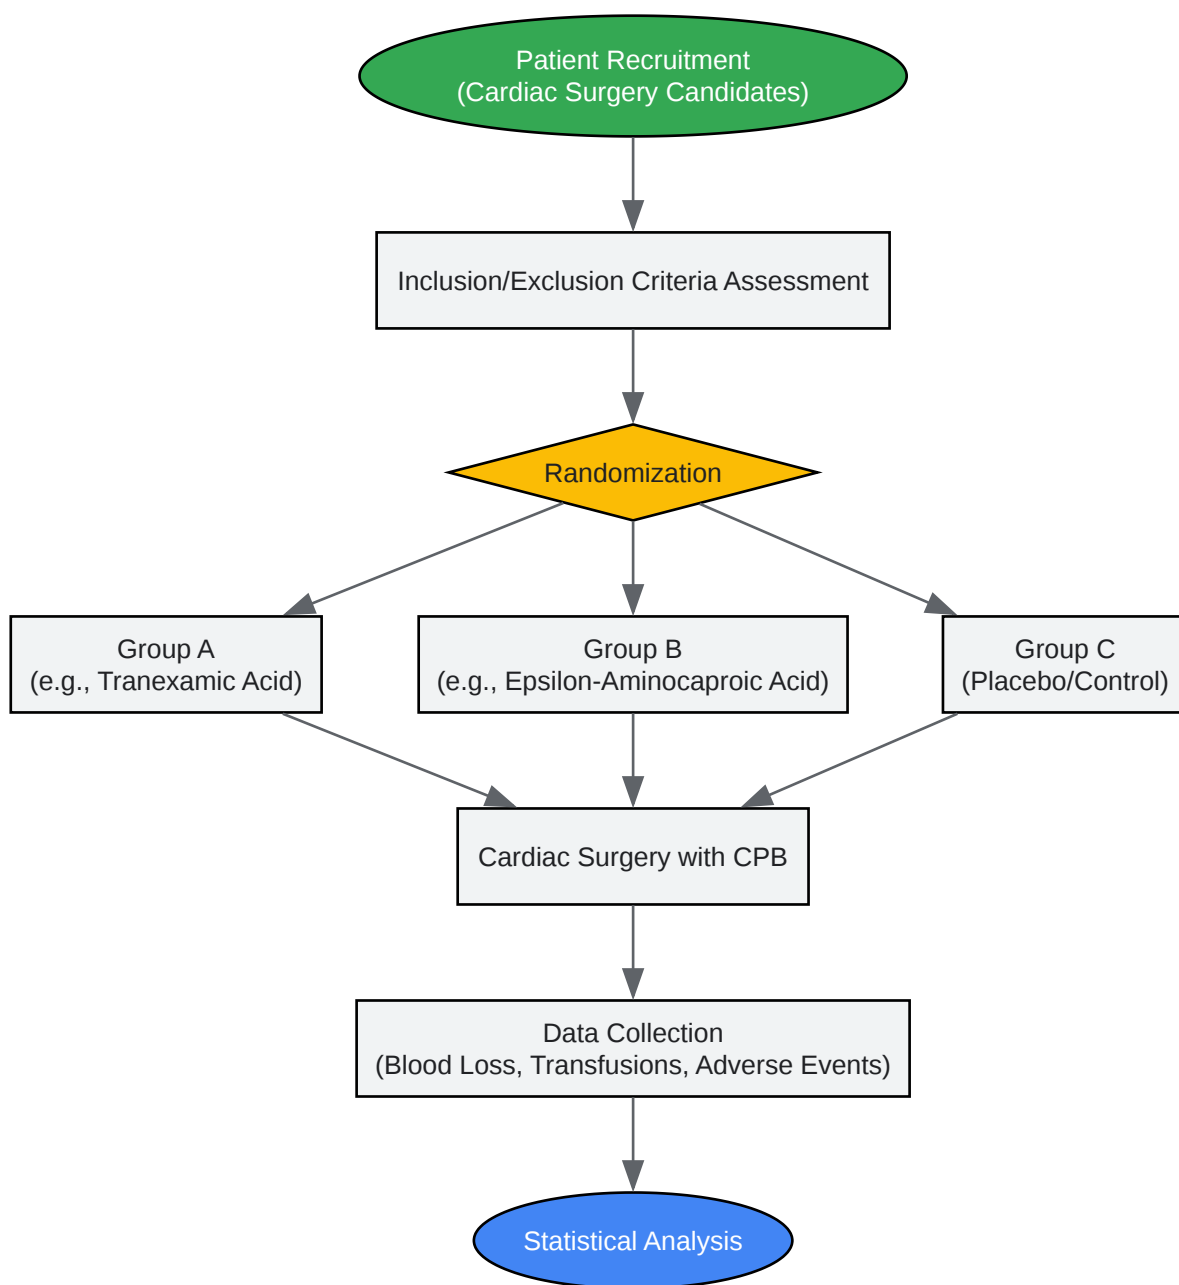 Patient Recruitment
(Cardiac Surgery Candidates)
Inclusion/Exclusion Criteria Assessment
Randomization
Group A
(e.g., Tranexamic Acid)
Group B
(e.g., Epsilon-Aminocaproic Acid)
Group C
(Placebo/Control)
Cardiac Surgery with CPB
Data Collection
(Blood Loss, Transfusions, Adverse Events)
Statistical Analysis